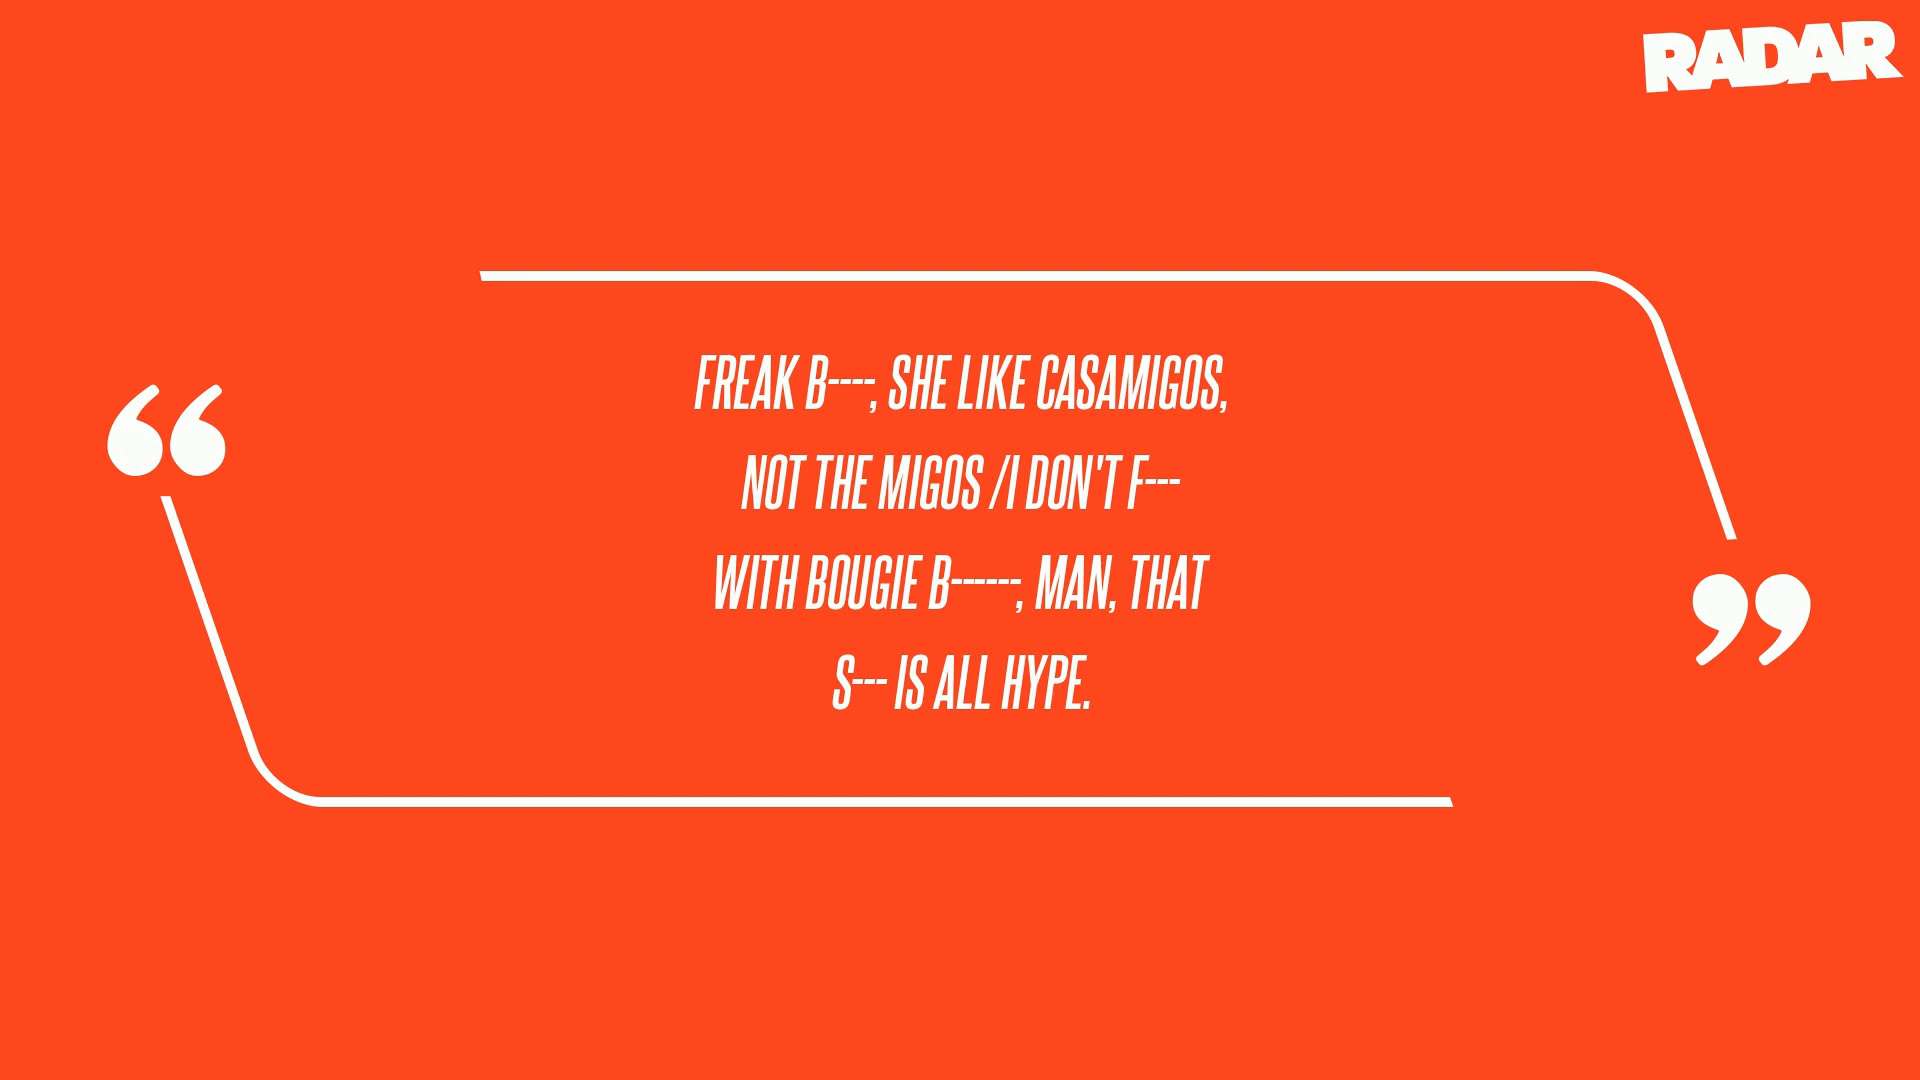 RADAR
“
FREAK B----, SHE LIKE CASAMIGOS,
NOT THE MIGOS /I DON'T F---
WITH BOUGIE B------, MAN, THAT
S--- IS ALL HYPE.
”